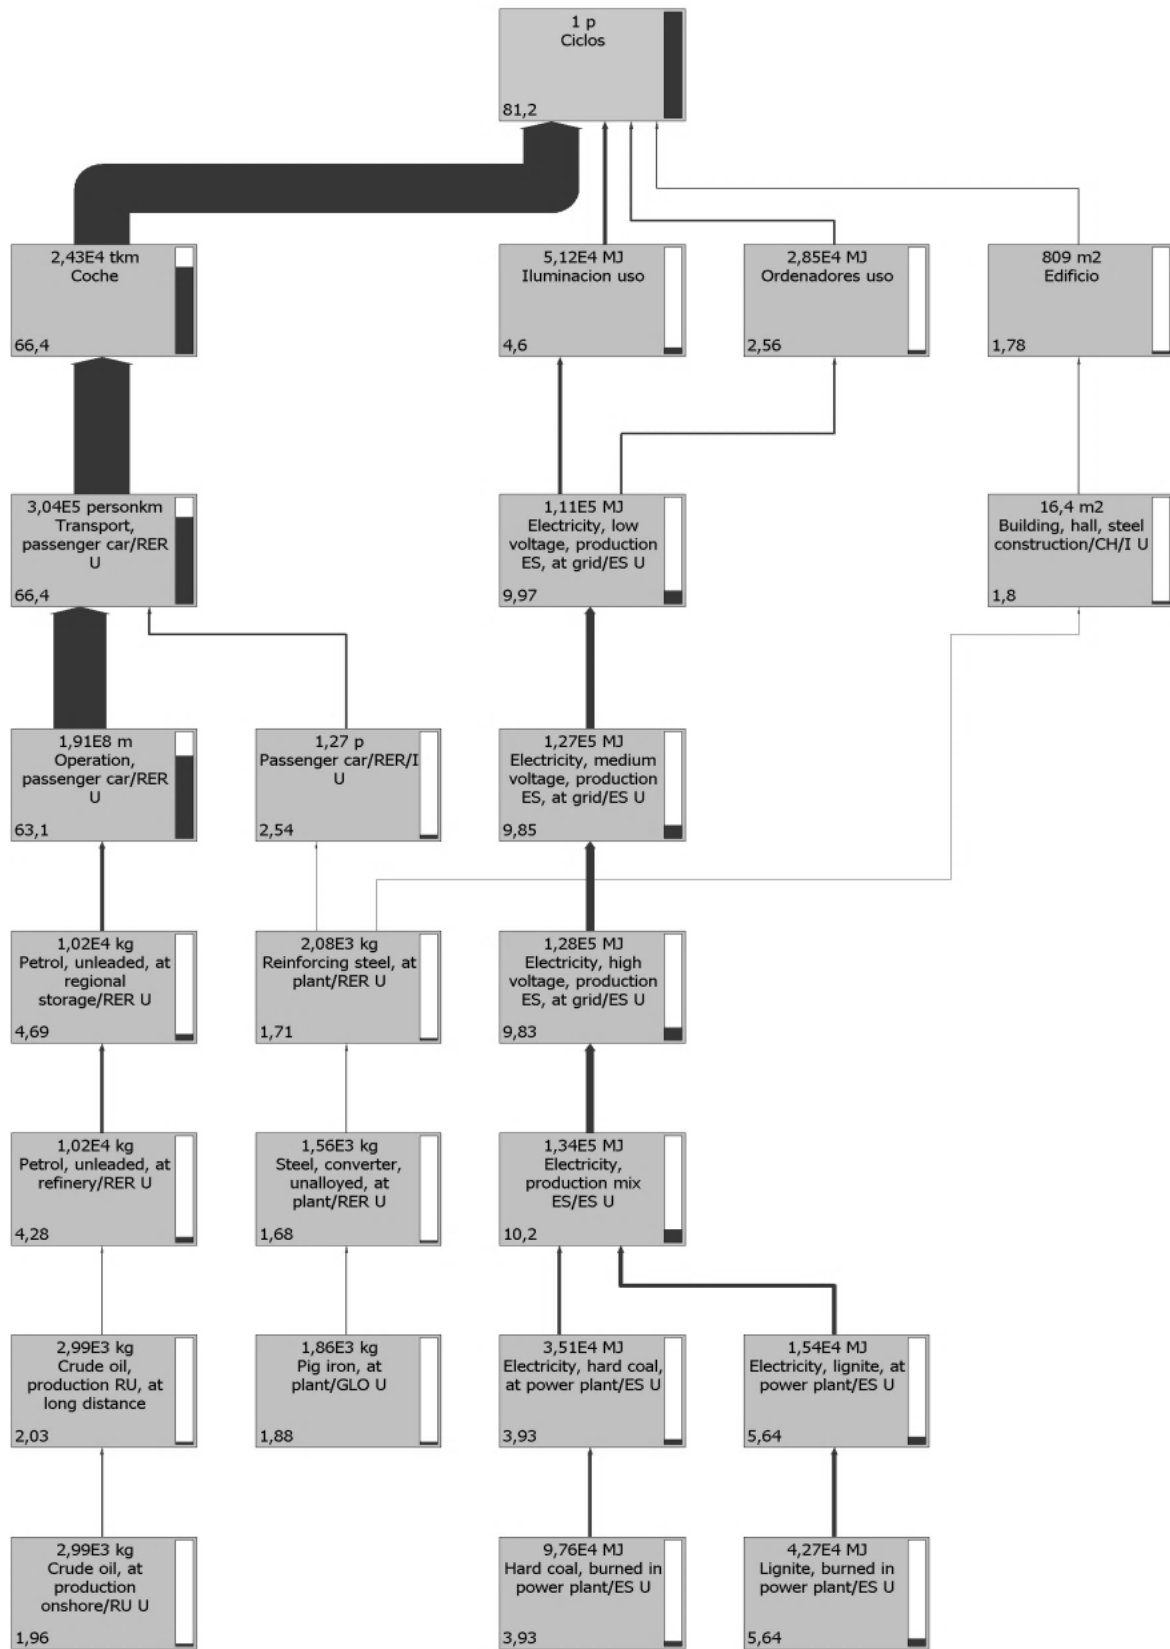 1 p
Ciclos
81,2
2,43E4 tkm
Coche
66,4
5,12E4 MJ
Iluminacion uso
4,6
2,85E4 MJ
Ordenadores uso
2,56
809 m2
Edificio
1,78
3,04E5 personkm
Transport,
passenger car/RER
U
66,4
1,11E5 MJ
Electricity, low
voltage, production
ES, at grid/ES U
9,97
16,4 m2
Building, hall, steel
construction/CH/I U
1,8
1,91E8 m
Operation,
passenger car/RER
U
63,1
1,27 p
Passenger car/RER/I
U
2,54
1,27E5 MJ
Electricity, medium
voltage, production
ES, at grid/ES U
9,85
1,02E4 kg
Petrol, unleaded, at
regional
storage/RER U
4,69
2,08E3 kg
Reinforcing steel, at
plant/RER U
1,71
1,28E5 MJ
Electricity, high
voltage, production
ES, at grid/ES U
9,83
1,02E4 kg
Petrol, unleaded, at
refinery/RER U
4,28
1,56E3 kg
Steel, converter,
unalloyed, at
plant/RER U
1,68
1,34E5 MJ
Electricity,
production mix
ES/ES U
10,2
2,99E3 kg
Crude oil,
production RU, at
long distance
2,03
1,86E3 kg
Pig iron, at
plant/GLO U
1,88
3,51E4 MJ
Electricity, hard coal,
at power plant/ES U
3,93
1,54E4 MJ
Electricity, lignite, at
power plant/ES U
5,64
2,99E3 kg
Crude oil, at
production
onshore/RU U
1,96
9,76E4 MJ
Hard coal, burned in
power plant/ES U
3,93
4,27E4 MJ
Lignite, burned in
power plant/ES U
5,64